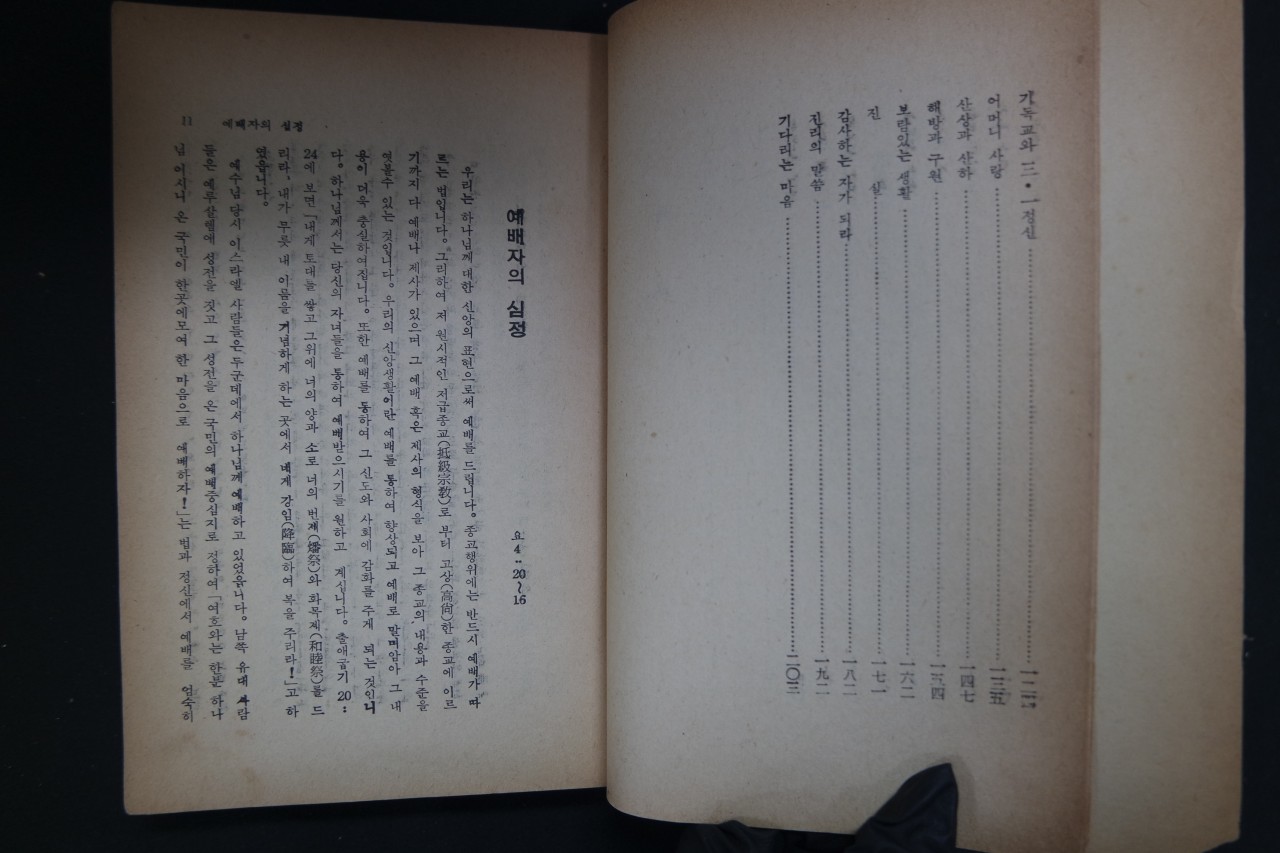 기독교와 三·一정신
어머니 사랑
산상과 산하 一四七
해방과 구원
보람있는 생활 一六二
진 실 一七一
감사하는 자가 되라 一八二
진리의 말씀 一九二
기다리는 마음 二〇三
예배자의 심정
요 4 : 20~16
우리는 하나님께 대한 신앙의 표현으로써 예배를 드립니다. 종교행위에는 반드시 예배가 따
르는 법입니다. 그리하여 저 원시적인 저급종교(抵級宗敎)로 부터 고상(高尙)한 종교에 이르
기까지 다 예배나 제사가 있으며 그 예배 혹은 제사의 형식을 보아 그 종교의 내용과 수준을
엿볼수 있는 것입니다. 우리의 신앙생활이란 예배를 통하여 향상되고 예배로 말며암아 그 내
용이 더욱 충실하여집니다. 또한 예배를 통하여 그 신도와 사회에 감화를 주게 되는 것인니
다. 하나님께서는 당신의 자녀들을 통하여 예배받으시기를 원하고 계십니다. 출애굽기 20 :
24에 보면 「내게 토대를 쌓고 그위에 너의 양과 소로 너의 번제(燔祭)와 화목제(和睦祭)를 드
리라, 내가 무릇 내 이름을 기념하게 하는 곳에서 네게 강임(降臨)하여 복을 주리라!」고 하
였읍니다.
예수님 당시 이스라엘 사람들은 두군데에서 하나님께 예배하고 있었읍니다. 남쪽 유대 사람
들은 예루살렘에 성전을 짓고 그 성전을 온 국민의 예배중심지로 정하여 「여호와는 한분 하나
님 이시니 온 국민이 한곳에모여 한 마음으로 예배하자!」는 법과 정신에서 예배를 엄숙히
11 예배자의 심정